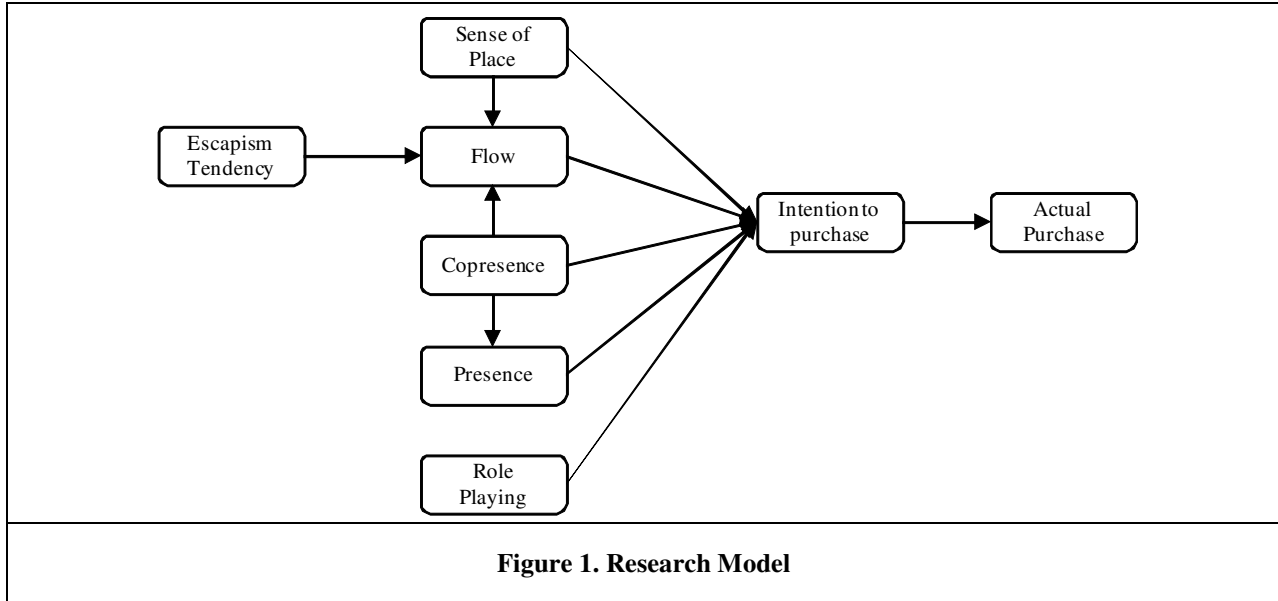 Sense of
Place
Escapism
Tendency
Flow
Intention to
purchase
Actual
Purchase
Copresence
Presence
Role
Playing
Figure 1. Research Model